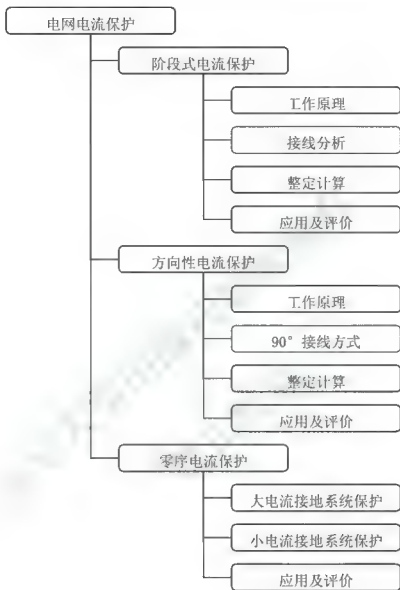 电网电流保护
阶段式电流保护
工作原理
接线分析
整定计算
应用及评价
方向性电流保护
工作原理
90°接线方式
整定计算
应用及评价
零序电流保护
大电流接地系统保护
小电流接地系统保护
应用及评价